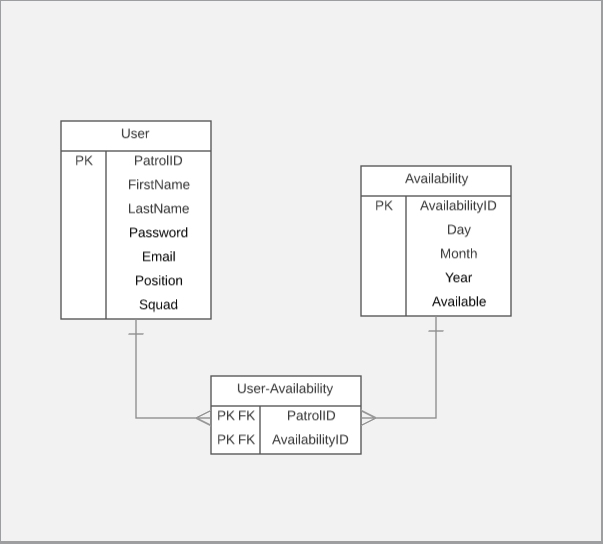 User
PK PatrolID
FirstName
LastName
Password
Email
Position
Squad
Availability
PK AvailabilityID
Day
Month
Year
Available
User-Availability
PK FK PatrolID
PK FK AvailabilityID